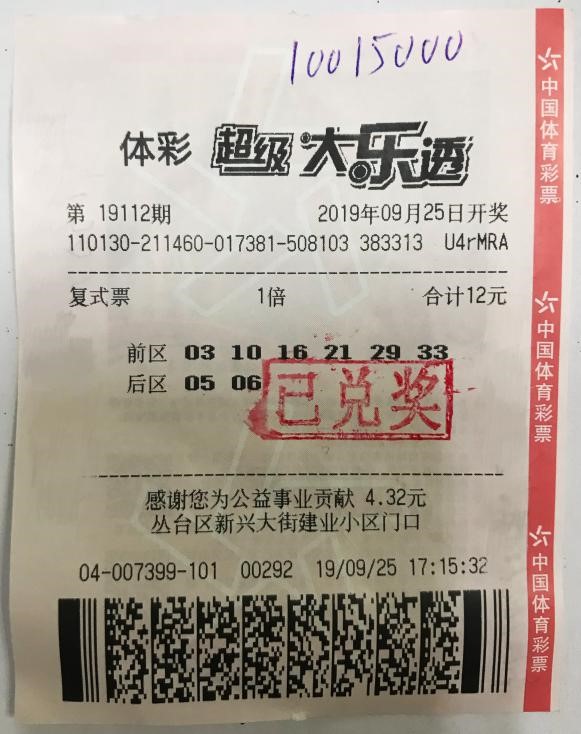 10015000
体彩 超级大乐透
第 19112期 2019年09月25日开奖
110130-211460-017381-508103 383313 U4rMRA
复式票 1倍 合计12元
前区 03 10 16 21 29 33
后区 05 06
已兑奖
感谢您为公益事业贡献 4.32元
丛台区新兴大街建业小区门口
04-007399-101 00292 19/09/25 17:15:32
中国体育彩票
中国体育彩票
中国体育彩票